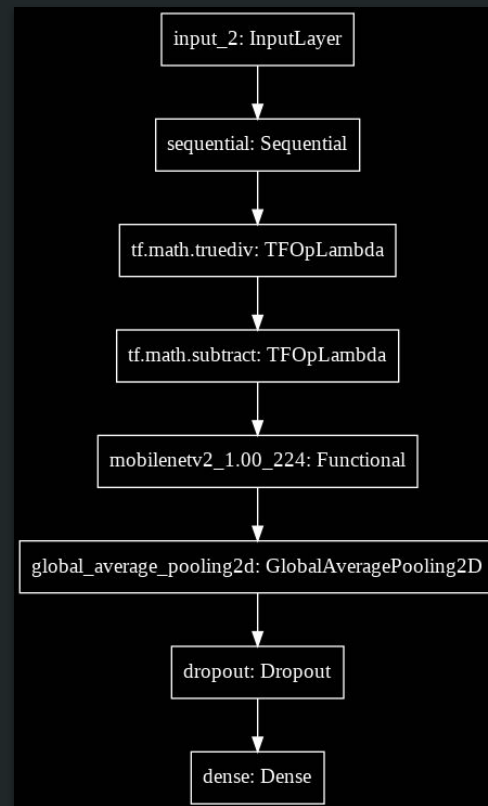 input_2: InputLayer
sequential: Sequential
tf.math.truediv: TFOpLambda
tf.math.subtract: TFOpLambda
mobilenetv2_1.00_224: Functional
global_average_pooling2d: GlobalAveragePooling2D
dropout: Dropout
dense: Dense